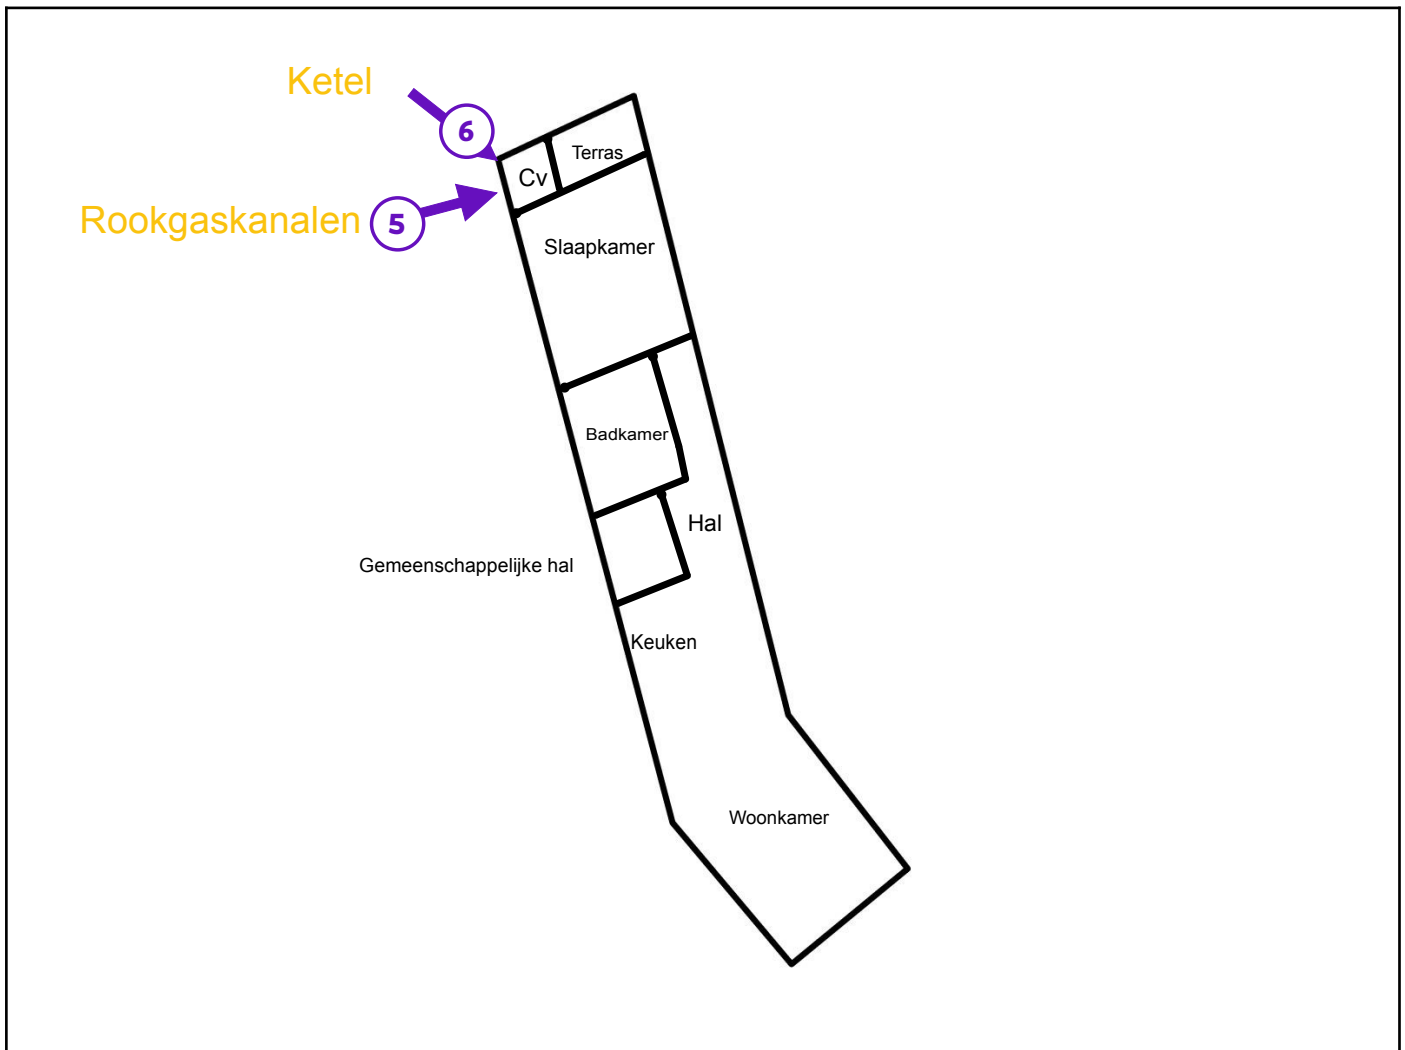 Ketel
6
Terras
Cv
Rookgaskanalen
5
Slaapkamer
Badkamer
Hal
Gemeenschappelijke hal
Keuken
Woonkamer